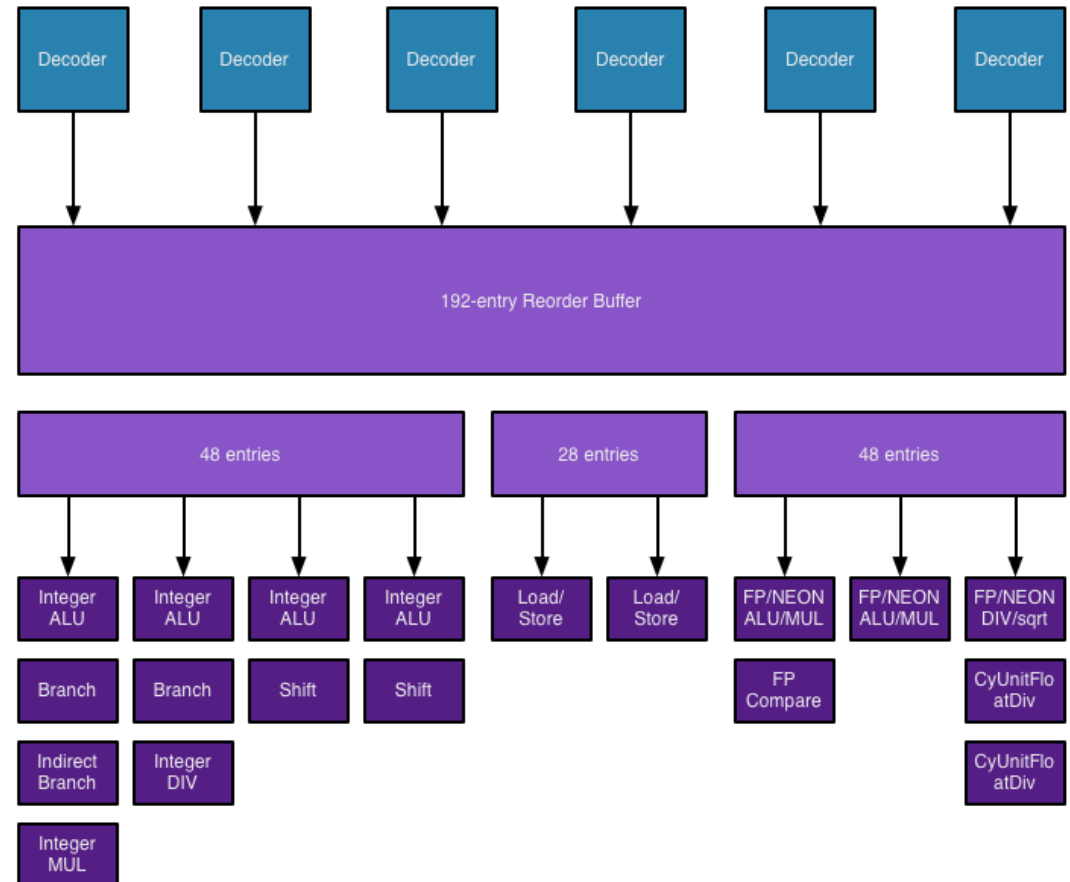 Decoder
Decoder
Decoder
Decoder
Decoder
Decoder
192-entry Reorder Buffer
48 entries
28 entries
48 entries
Integer
ALU
Integer
ALU
Integer
ALU
Integer
ALU
Load/
Store
Load/
Store
FP/NEON
ALU/MUL
FP/NEON
ALU/MUL
FP/NEON
DIV/sqrt
Branch
Branch
Shift
Shift
FP
Compare
CyUnitFlo
atDiv
Indirect
Branch
Integer
DIV
CyUnitFlo
atDiv
Integer
MUL